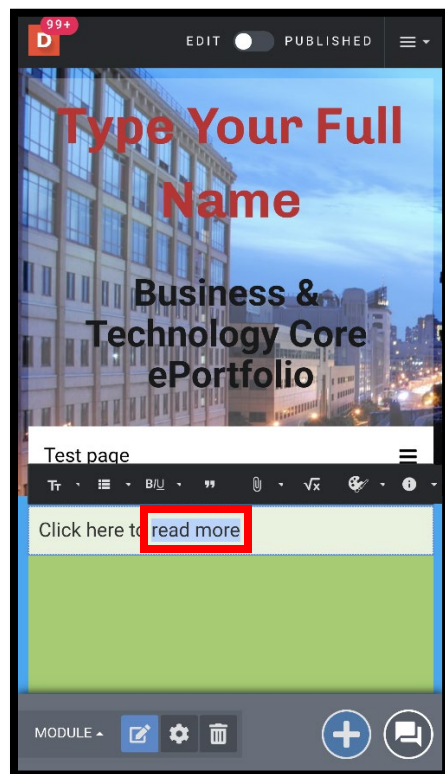 99+
D
EDIT PUBLISHED
Type Your Full
Name
Business &
Technology Core
ePortfolio
Test page
TT B/U √x
Click here to read more
MODULE